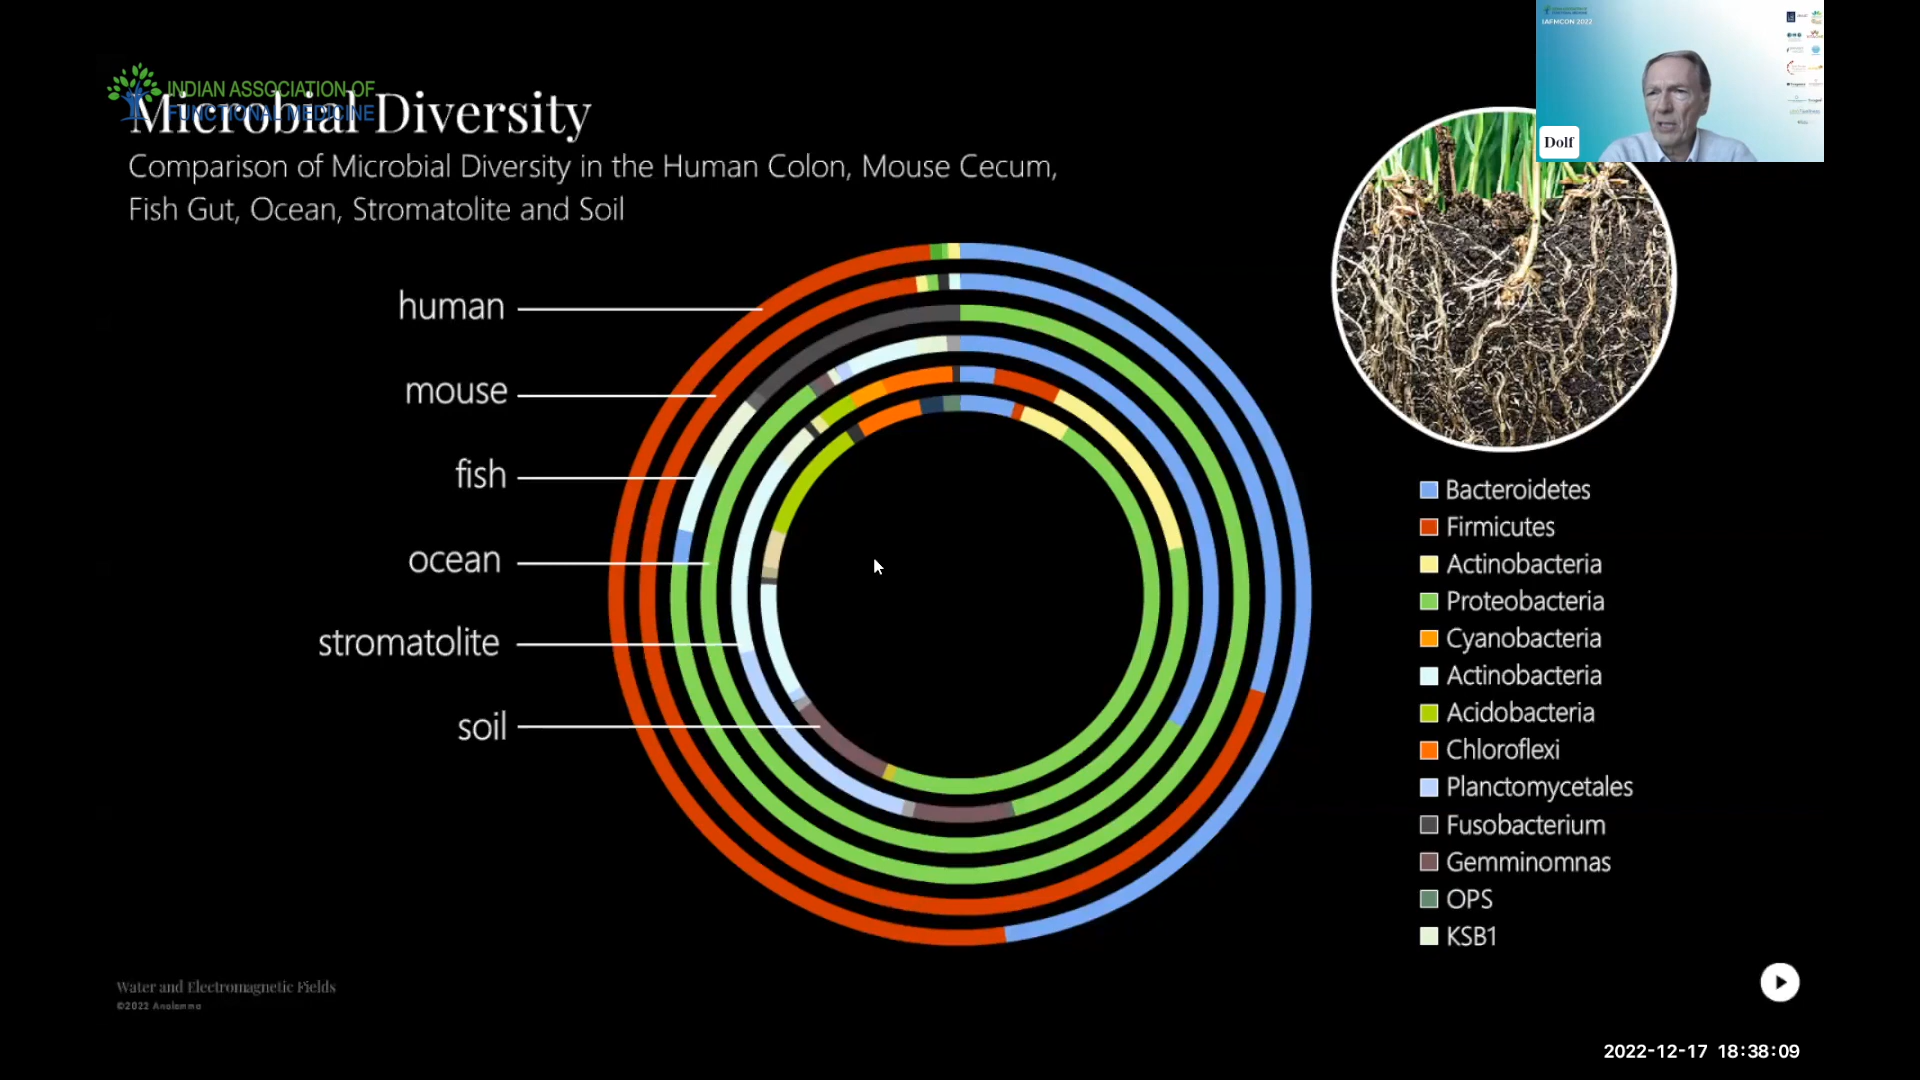 INDIAN ASSOCIATION OF
FUNCTIONAL MEDICINE
Microbial Diversity
Comparison of Microbial Diversity in the Human Colon, Mouse Cecum,
Fish Gut, Ocean, Stromatolite and Soil
IAFMCON 2022
Dolf
human
mouse
fish
ocean
stromatolite
soil
Bacteroidetes
Firmicutes
Actinobacteria
Proteobacteria
Cyanobacteria
Actinobacteria
Acidobacteria
Chloroflexi
Planctomycetales
Fusobacterium
Gemminomnas
OPS
KSB1
Water and Electromagnetic Fields
©2022 Analemma
2022-12-17 18:38:09